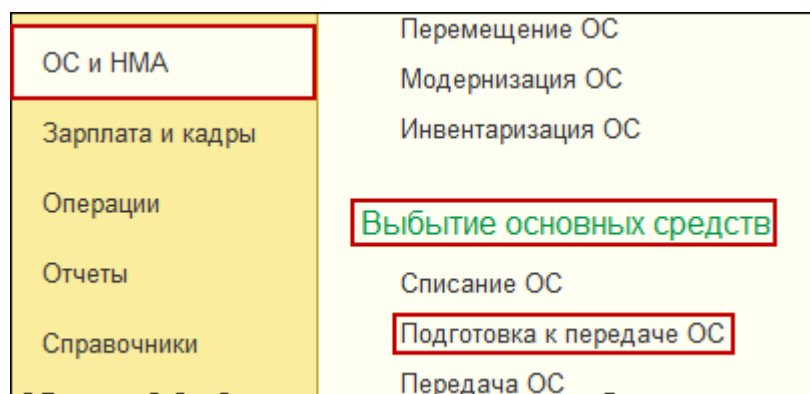 ОС и НМА
Зарплата и кадры
Операции
Отчеты
Справочники
Перемещение ОС
Модернизация ОС
Инвентаризация ОС
Выбытие основных средств
Списание ОС
Подготовка к передаче ОС
Передача ОС